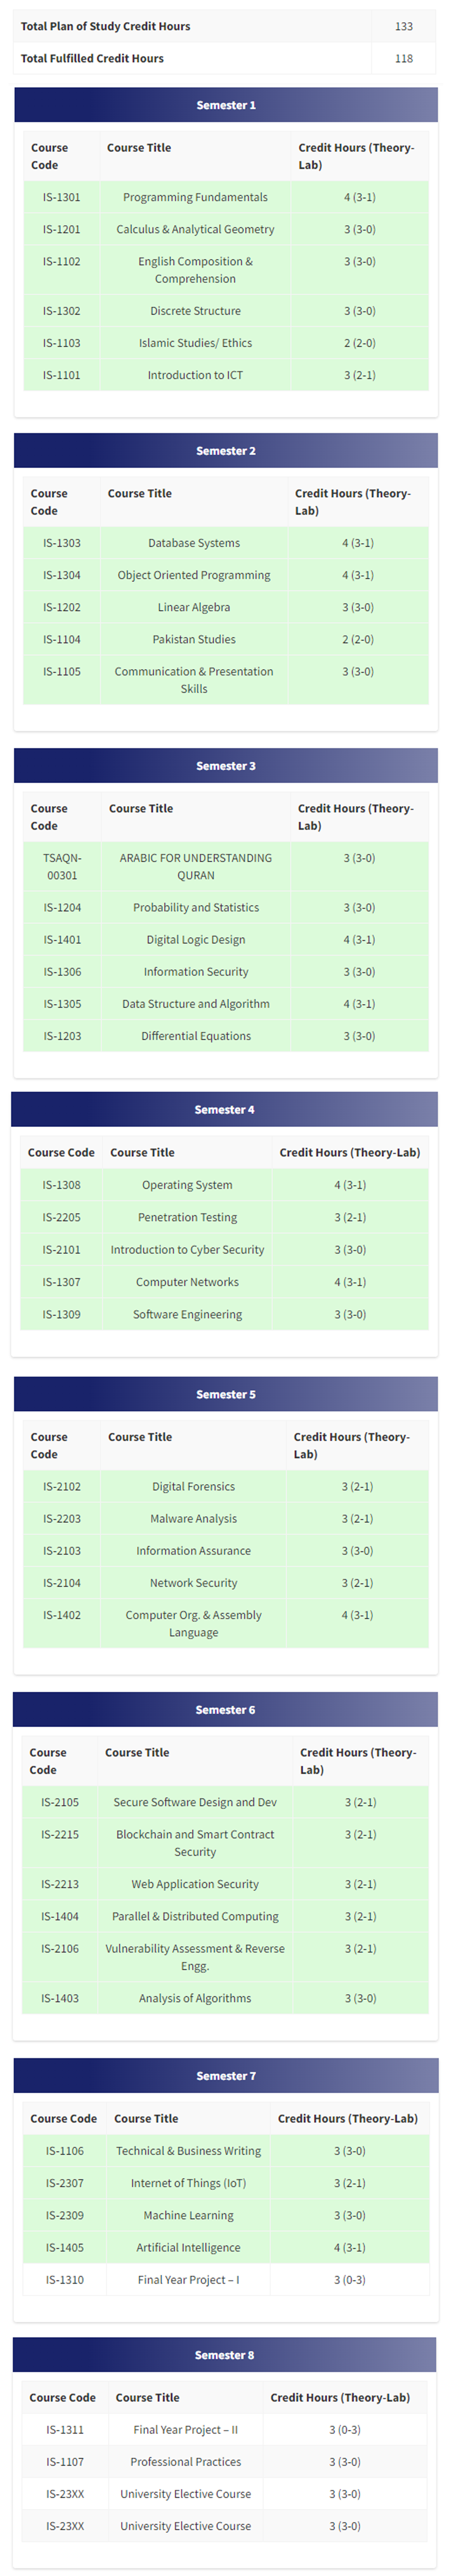 Total Plan of Study Credit Hours 133
Total Fulfilled Credit Hours 118
Semester 1
Course Code Course Title Credit Hours (Theory-Lab)
IS-1301 Programming Fundamentals 4 (3-1)
IS-1201 Calculus & Analytical Geometry 3 (3-0)
IS-1102 English Composition & Comprehension 3 (3-0)
IS-1302 Discrete Structure 3 (3-0)
IS-1103 Islamic Studies/ Ethics 2 (2-0)
IS-1101 Introduction to ICT 3 (2-1)
Semester 2
Course Code Course Title Credit Hours (Theory-Lab)
IS-1303 Database Systems 4 (3-1)
IS-1304 Object Oriented Programming 4 (3-1)
IS-1202 Linear Algebra 3 (3-0)
IS-1104 Pakistan Studies 2 (2-0)
IS-1105 Communication & Presentation Skills 3 (3-0)
Semester 3
Course Code Course Title Credit Hours (Theory-Lab)
TSAQN-00301 ARABIC FOR UNDERSTANDING QURAN 3 (3-0)
IS-1204 Probability and Statistics 3 (3-0)
IS-1401 Digital Logic Design 4 (3-1)
IS-1306 Information Security 3 (3-0)
IS-1305 Data Structure and Algorithm 4 (3-1)
IS-1203 Differential Equations 3 (3-0)
Semester 4
Course Code Course Title Credit Hours (Theory-Lab)
IS-1308 Operating System 4 (3-1)
IS-2205 Penetration Testing 3 (2-1)
IS-2101 Introduction to Cyber Security 3 (3-0)
IS-1307 Computer Networks 4 (3-1)
IS-1309 Software Engineering 3 (3-0)
Semester 5
Course Code Course Title Credit Hours (Theory-Lab)
IS-2102 Digital Forensics 3 (2-1)
IS-2203 Malware Analysis 3 (2-1)
IS-2103 Information Assurance 3 (3-0)
IS-2104 Network Security 3 (2-1)
IS-1402 Computer Org. & Assembly Language 4 (3-1)
Semester 6
Course Code Course Title Credit Hours (Theory-Lab)
IS-2105 Secure Software Design and Dev 3 (2-1)
IS-2215 Blockchain and Smart Contract Security 3 (2-1)
IS-2213 Web Application Security 3 (2-1)
IS-1404 Parallel & Distributed Computing 3 (2-1)
IS-2106 Vulnerability Assessment & Reverse Engg. 3 (2-1)
IS-1403 Analysis of Algorithms 3 (3-0)
Semester 7
Course Code Course Title Credit Hours (Theory-Lab)
IS-1106 Technical & Business Writing 3 (3-0)
IS-2307 Internet of Things (IoT) 3 (2-1)
IS-2309 Machine Learning 3 (3-0)
IS-1405 Artificial Intelligence 4 (3-1)
IS-1310 Final Year Project – I 3 (0-3)
Semester 8
Course Code Course Title Credit Hours (Theory-Lab)
IS-1311 Final Year Project – II 3 (0-3)
IS-1107 Professional Practices 3 (3-0)
IS-23XX University Elective Course 3 (3-0)
IS-23XX University Elective Course 3 (3-0)